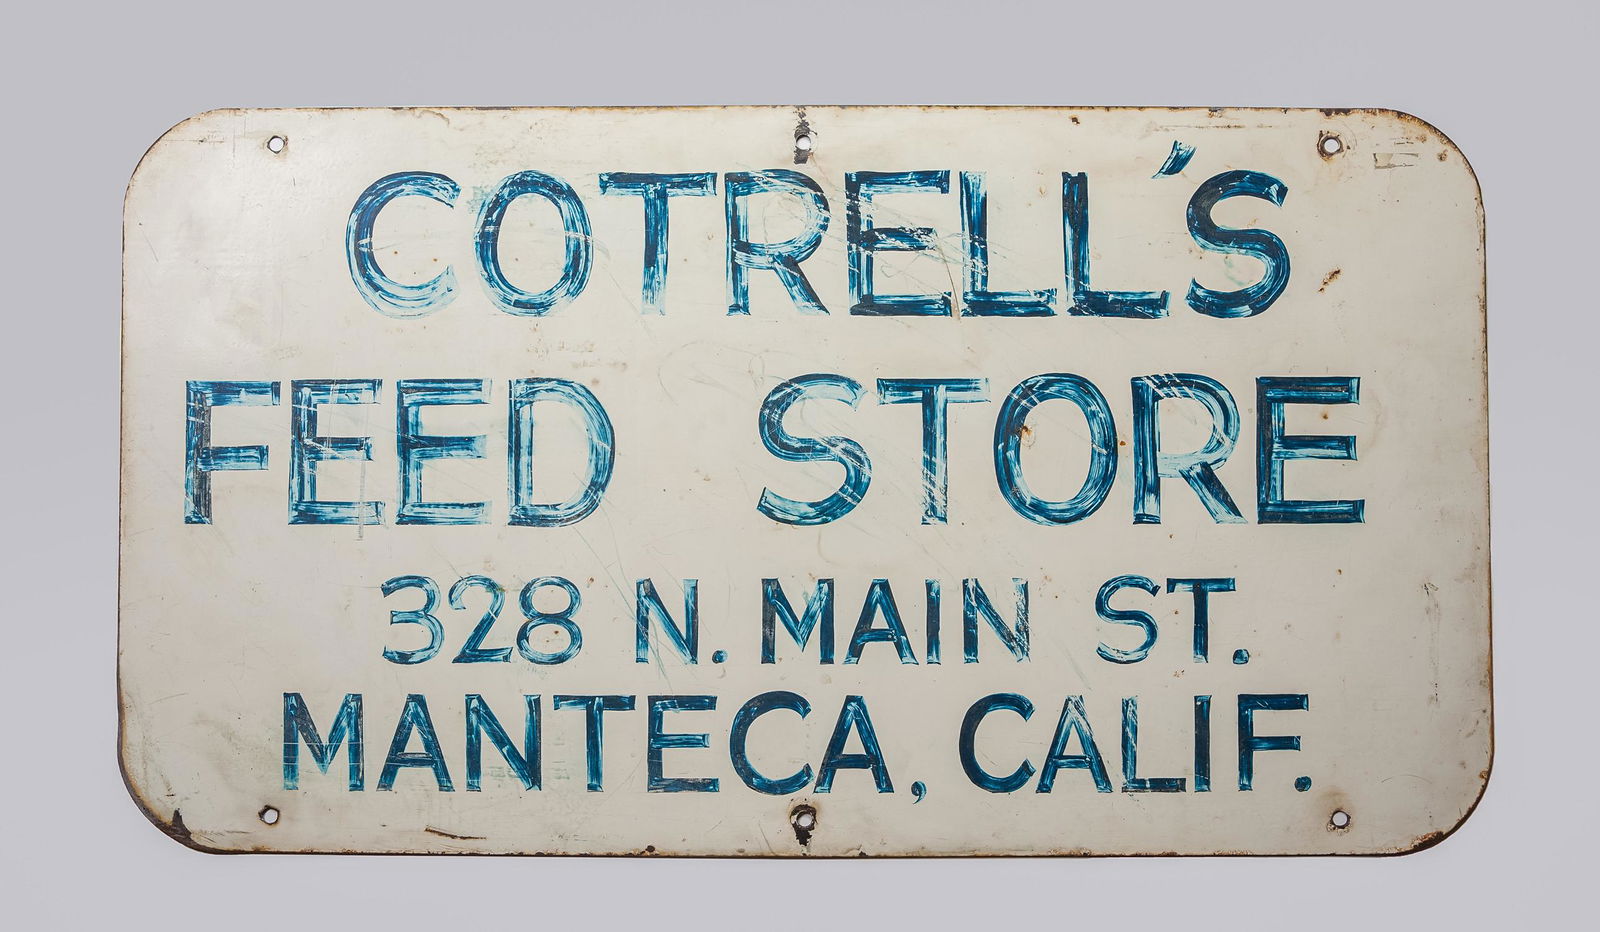 COTRELL'S
FEED STORE
328 N. MAIN ST.
MANTECA, CALIF.